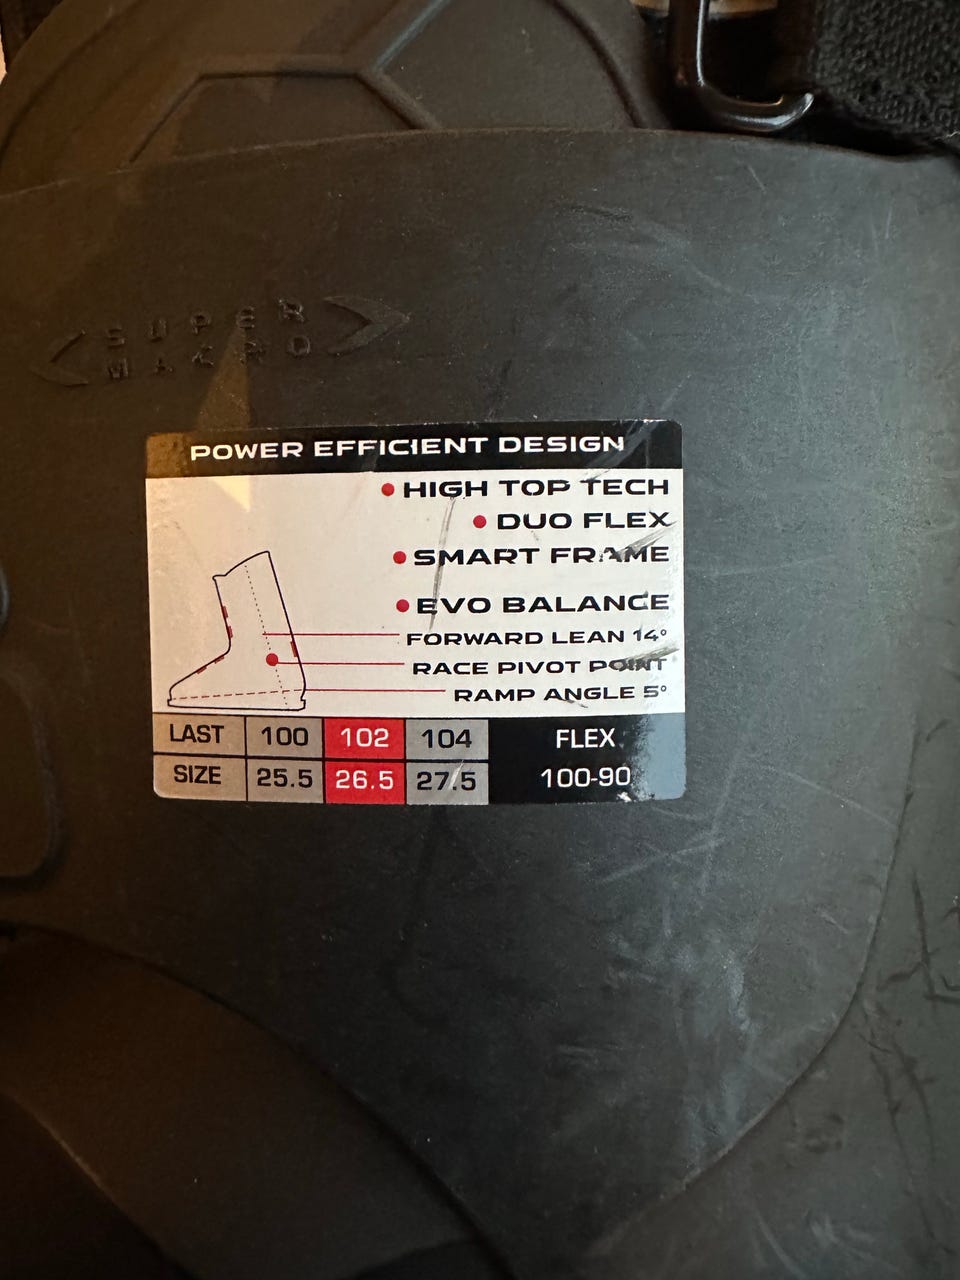 SUPER
MACRO
POWER EFFICIENT DESIGN
HIGH TOP TECH
DUO FLEX
SMART FRAME
EVO BALANCE
FORWARD LEAN 14°
RACE PIVOT POINT
RAMP ANGLE 5°
LAST 100 102 104 FLEX
SIZE 25.5 26.5 27.5 100-90